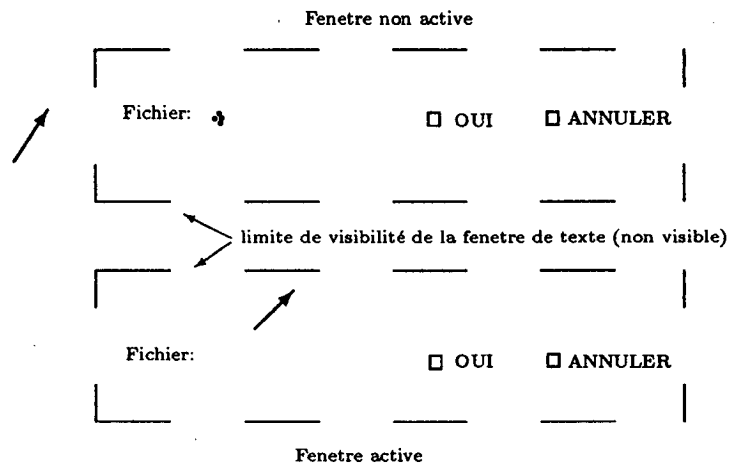 Fenetre non active
Fichier: OUI ANNULER
limite de visibilité de la fenetre de texte (non visible)
Fichier: OUI ANNULER
Fenetre active